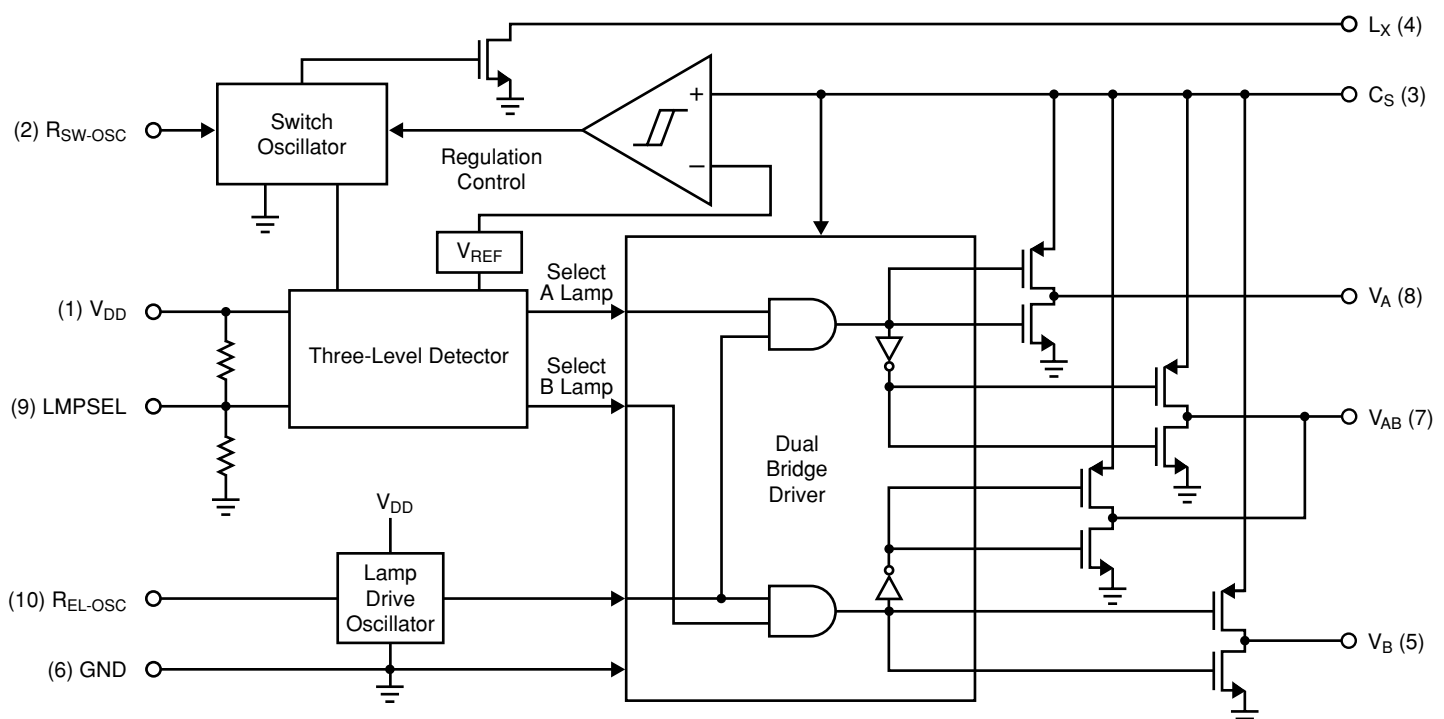 L_X (4)
+
C_S (3)
(2) R_SW-OSC
Switch
Oscillator
Regulation
Control
−
V_REF
Select
A Lamp
(1) V_DD
V_A (8)
Three-Level Detector
Select
B Lamp
(9) LMPSEL
V_AB (7)
Dual
Bridge
Driver
V_DD
Lamp
Drive
Oscillator
(10) R_EL-OSC
V_B (5)
(6) GND